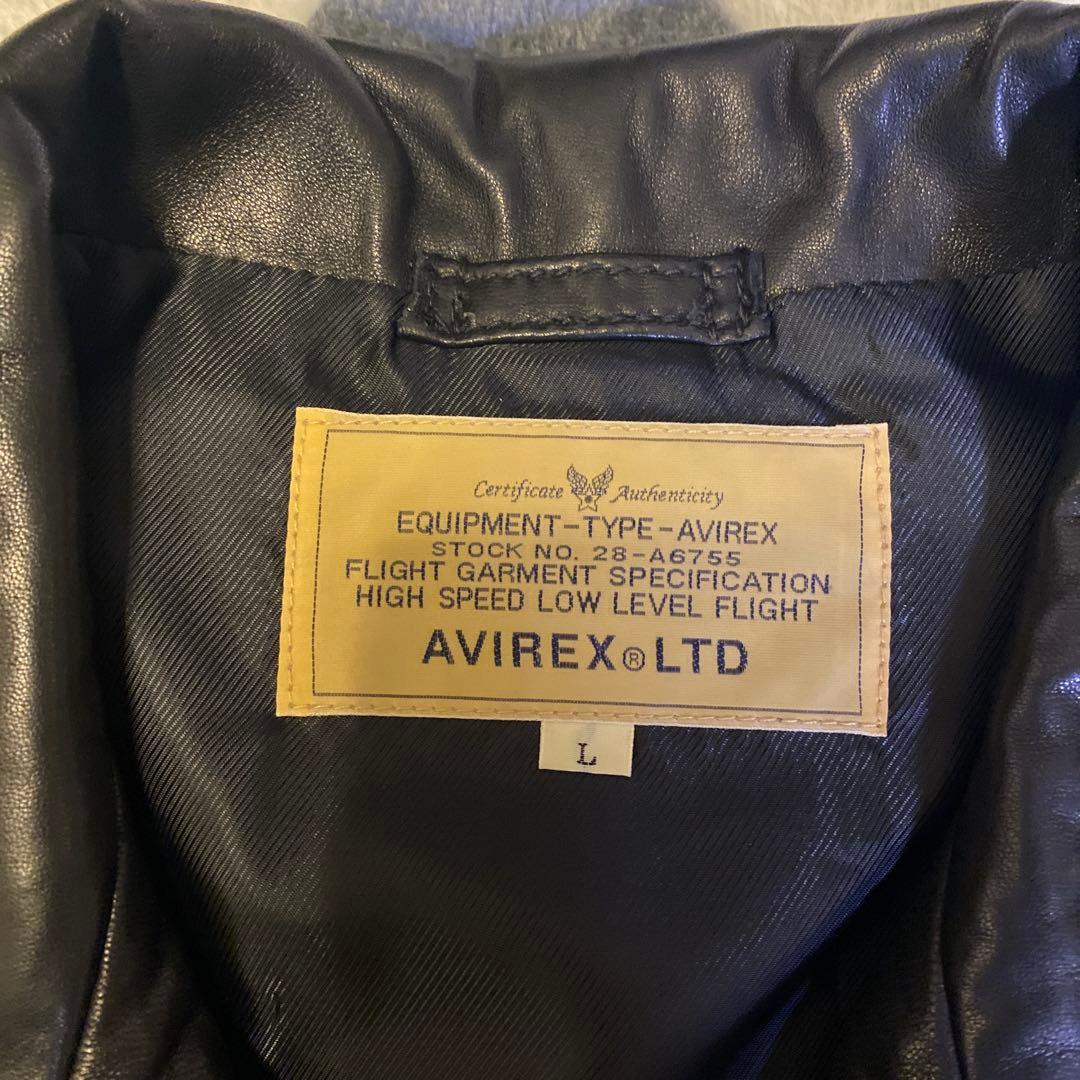 Certificate Authenticity
EQUIPMENT-TYPE-AVIREX
STOCK NO. 28-A6755
FLIGHT GARMENT SPECIFICATION
HIGH SPEED LOW LEVEL FLIGHT
AVIREX® LTD
L